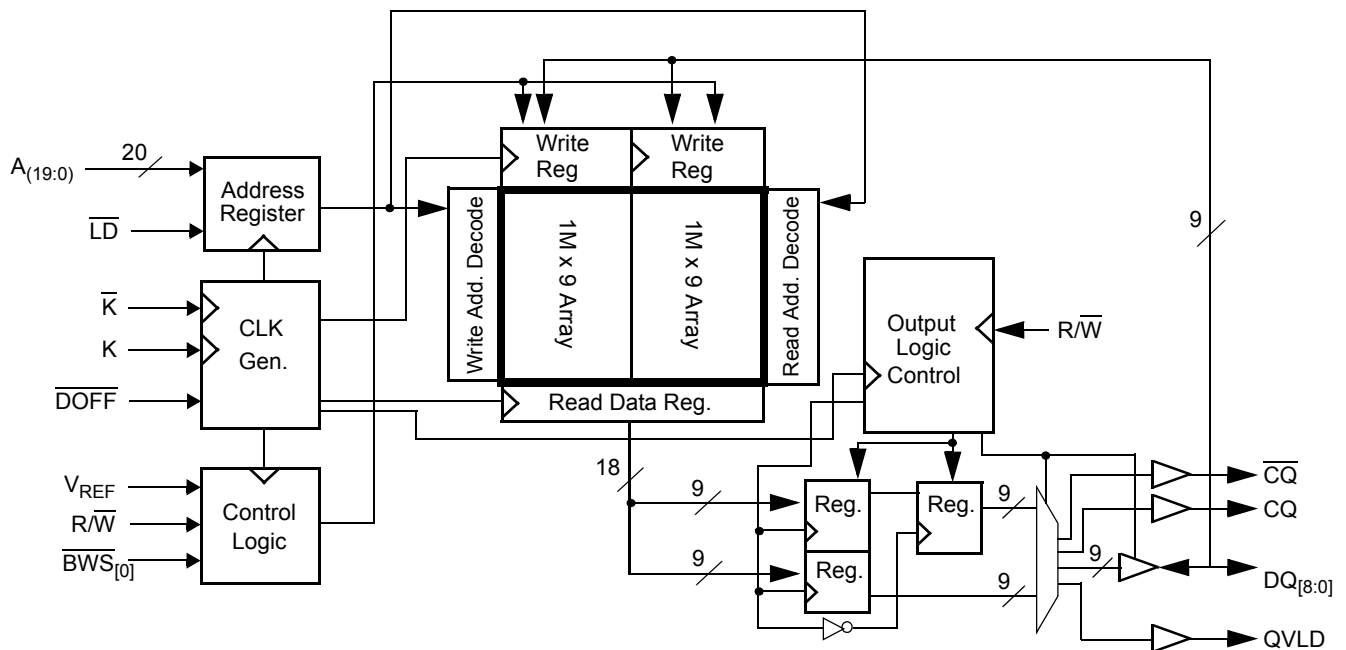 Write
Reg
Write
Reg
20
A(19:0)
Address
Register
LD
Write Add. Decode
1M x 9 Array
1M x 9 Array
Read Add. Decode
9
K
K
CLK
Gen.
DOFF
Output
Logic
Control
R/W
Read Data Reg.
VREF
R/W
BWS[0]
Control
Logic
18
9
Reg.
Reg.
9
CQ
CQ
9
Reg.
9
9
DQ[8:0]
QVLD